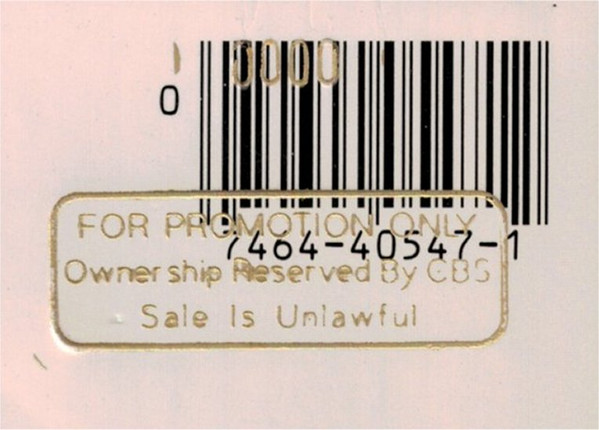 0000
0
7464-40547-1
FOR PROMOTION ONLY
Ownership Reserved By CBS
Sale Is Unlawful